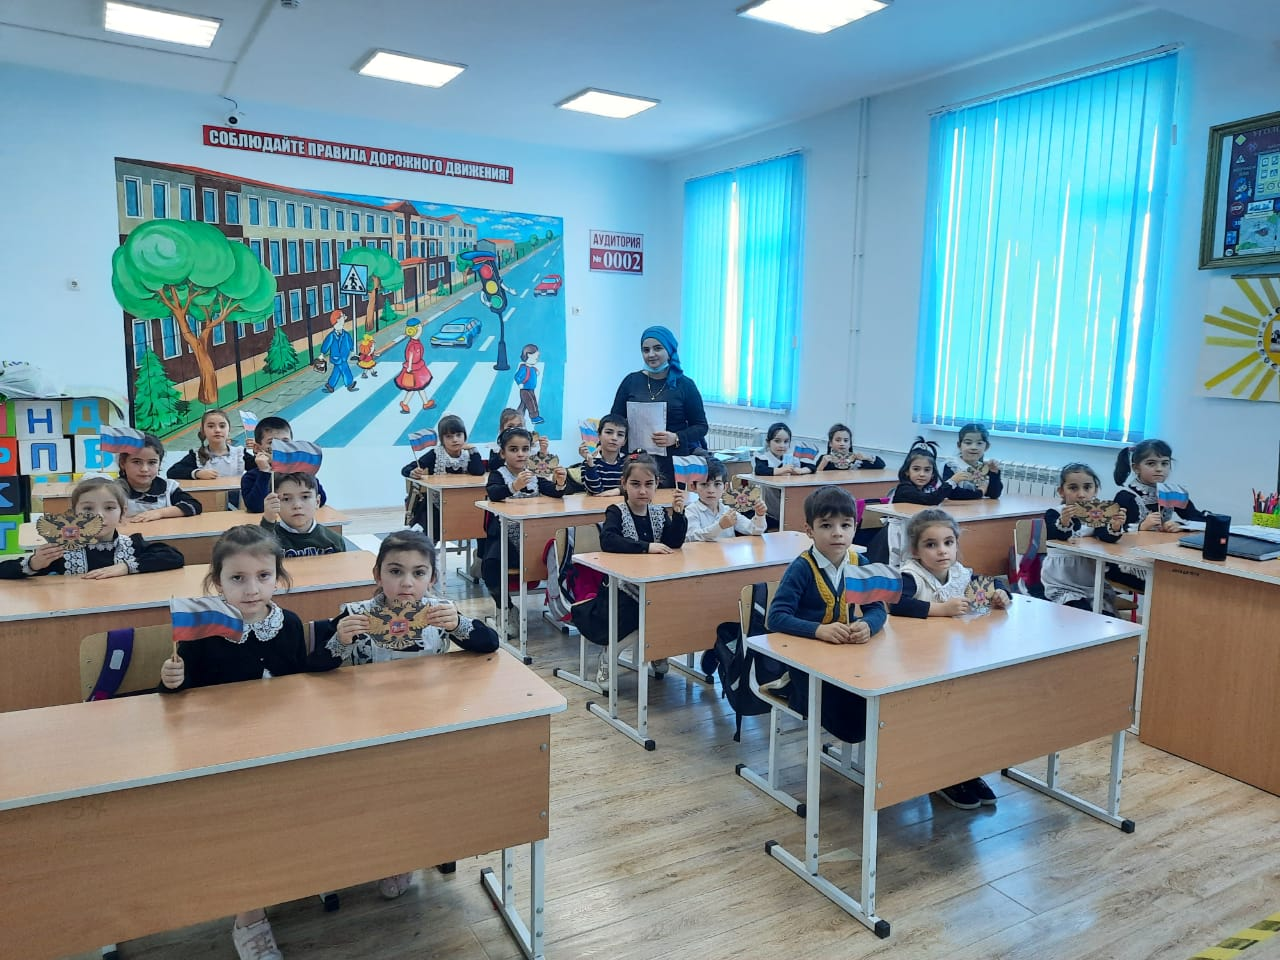 СОБЛЮДАЙТЕ ПРАВИЛА ДОРОЖНОГО ДВИЖЕНИЯ!
АУДИТОРИЯ
№ 0002
Н Д
П Б